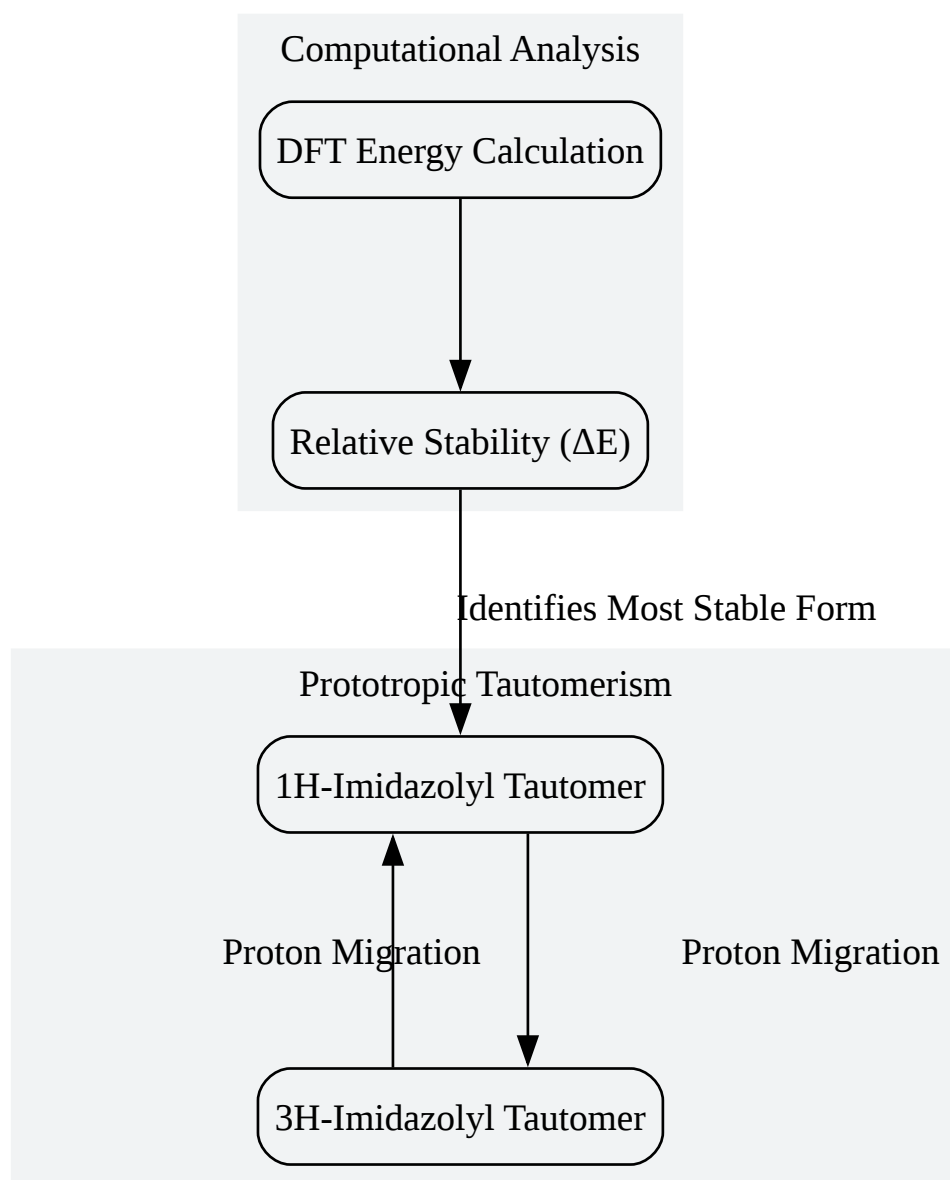 Computational Analysis
DFT Energy Calculation
Relative Stability (ΔE)
Identifies Most Stable Form
Prototropic Tautomerism
1H-Imidazolyl Tautomer
Proton Migration
Proton Migration
3H-Imidazolyl Tautomer